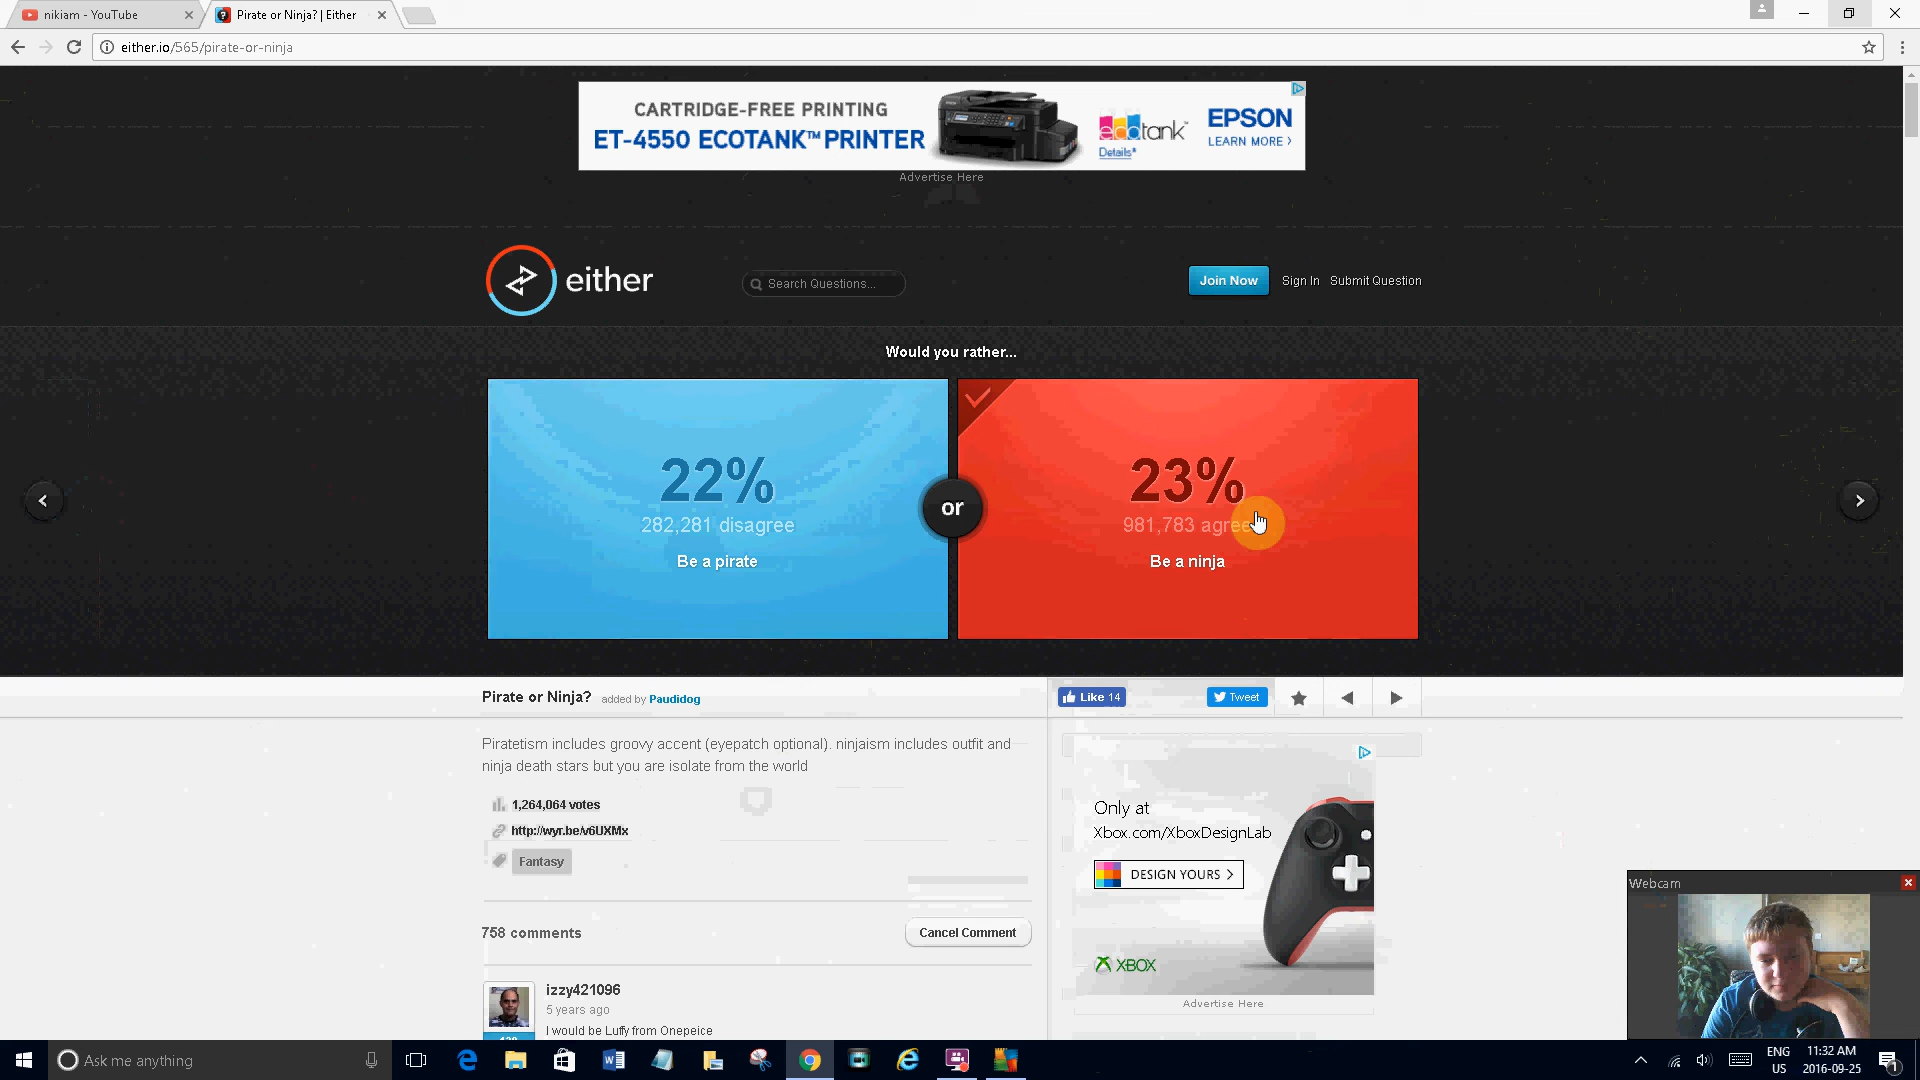 nikiam - YouTube
Pirate or Ninja? | Either
either.io/565/pirate-or-ninja
CARTRIDGE-FREE PRINTING
ET-4550 ECOTANK™ PRINTER
ecotank™
Details*
EPSON
LEARN MORE >
Advertise Here
either
Search Questions...
Join Now
Sign In
Submit Question
Would you rather...
22%
282,281 disagree
Be a pirate
or
23%
981,783 agree
Be a ninja
Pirate or Ninja? added by Paudidog
Like 14
Tweet
Piratetism includes groovy accent (eyepatch optional). ninjaism includes outfit and
ninja death stars but you are isolate from the world
1,264,064 votes
http://wyr.be/v6UXMx
Fantasy
758 comments
Cancel Comment
izzy421096
5 years ago
I would be Luffy from Onepeice
Only at
Xbox.com/XboxDesignLab
DESIGN YOURS >
XBOX
Advertise Here
Webcam
Ask me anything
ENG
US
11:32 AM
2016-09-25
1